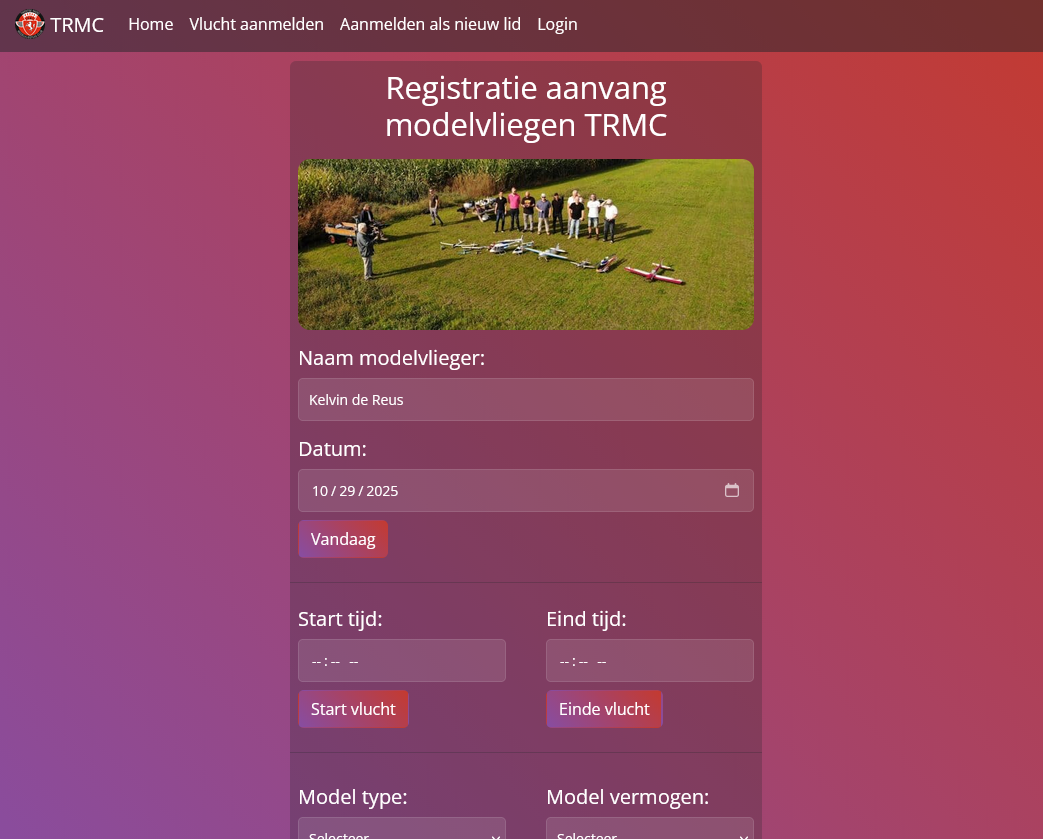 TRMC Home Vlucht aanmelden Aanmelden als nieuw lid Login
Registratie aanvang
modelvliegen TRMC
Naam modelvlieger:
Kelvin de Reus
Datum:
10 / 29 / 2025
Vandaag
Start tijd: Eind tijd:
-- : -- -- -- : -- --
Start vlucht Einde vlucht
Model type: Model vermogen:
Selecteer Selecteer